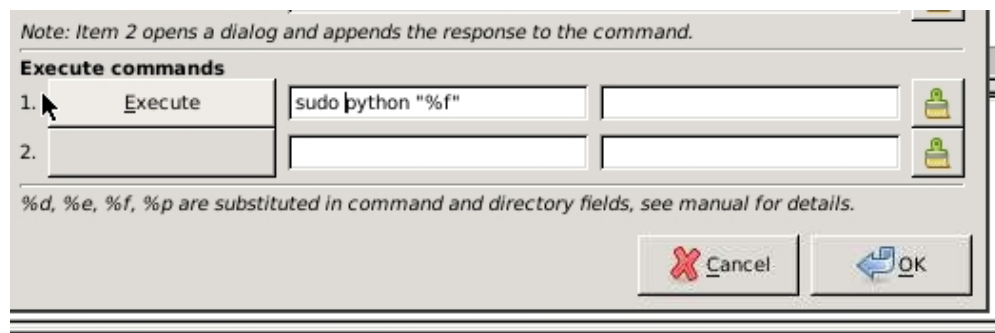 Note: Item 2 opens a dialog and appends the response to the command.
Execute commands
1. Execute sudo python "%f"
2.
%d, %e, %f, %p are substituted in command and directory fields, see manual for details.
Cancel OK